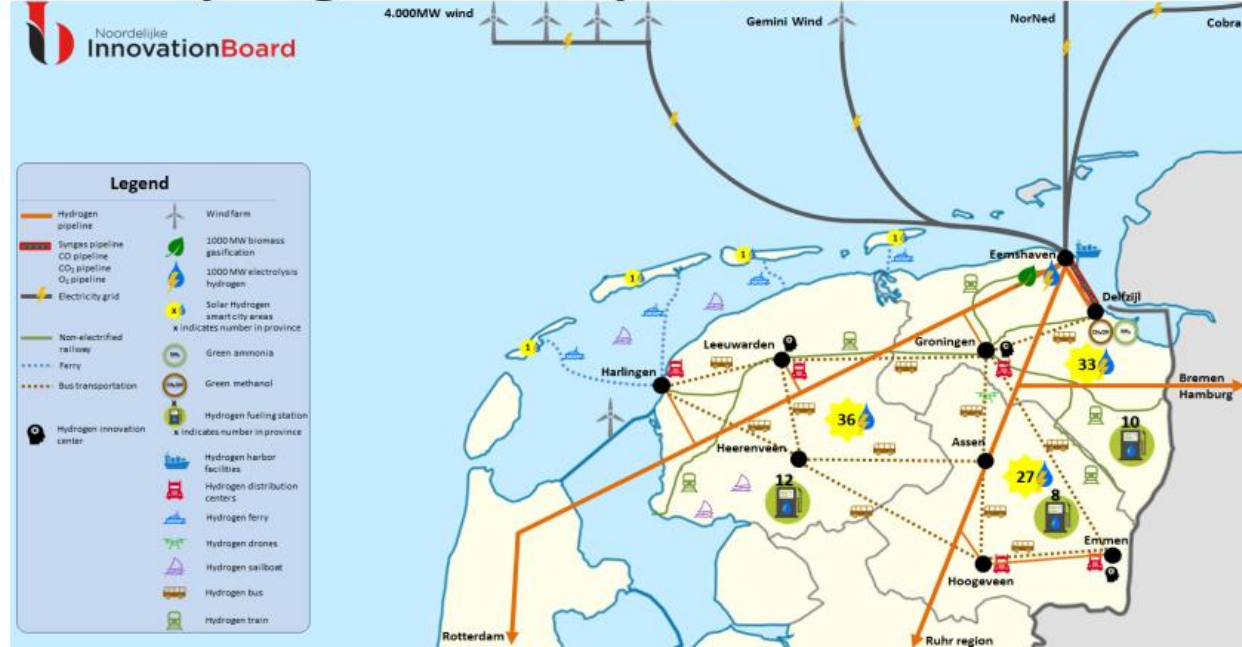 4.000MW wind
Gemini Wind
NorNed
Cobra
Noordelijke
InnovationBoard
Legend
Hydrogen
pipeline
Syngas pipeline
CO pipeline
CO₂ pipeline
O₂ pipeline
Electricity grid
Non-electrified
railway
Ferry
Bus transportation
Hydrogen innovation
center
Wind farm
1000 MW biomass
gasification
1000 MW electrolysis
hydrogen
x
Solar Hydrogen
smart city areas
x indicates number in province
Green ammonia
Green methanol
x
Hydrogen fueling station
x indicates number in province
Hydrogen harbor
facilities
Hydrogen distribution
centers
Hydrogen ferry
Hydrogen drones
Hydrogen sailboat
Hydrogen bus
Hydrogen train
1
1
1
1
Eemshaven
Delfzijl
Leeuwarden
Groningen
33
Harlingen
Bremen
Hamburg
36
10
Heerenveen
Assen
27
12
8
Emmen
Hoogeveen
Rotterdam
Ruhr region